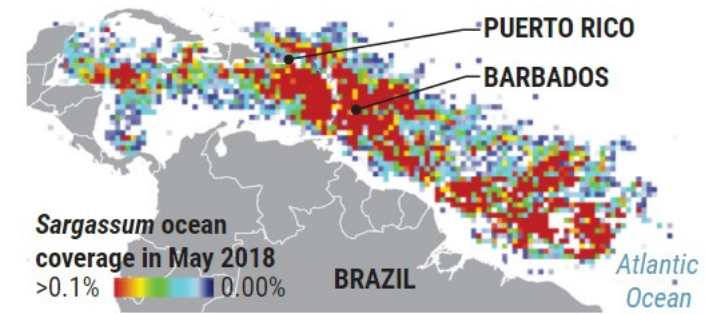 PUERTO RICO
BARBADOS
Sargassum ocean
coverage in May 2018
>0.1% 0.00%
BRAZIL
Atlantic
Ocean